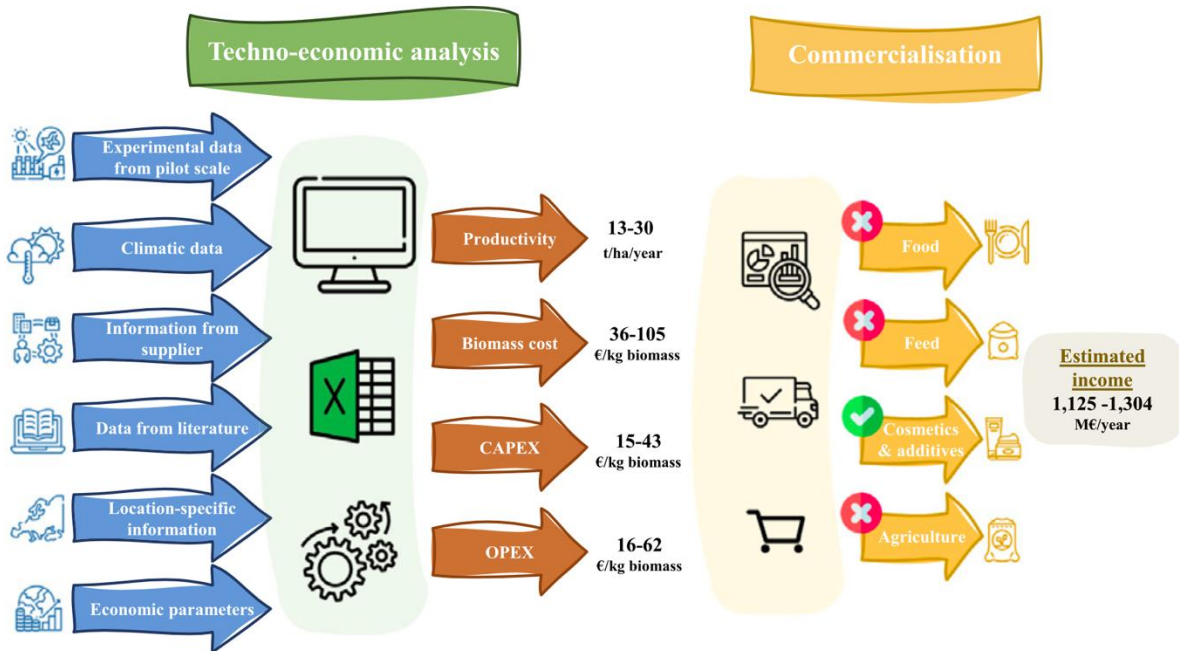 Techno-economic analysis
Commercialisation
Experimental data
from pilot scale
Climatic data
Information from
supplier
Data from literature
Location-specific
information
Economic parameters
X
Productivity
13-30
t/ha/year
Biomass cost
36-105
€/kg biomass
CAPEX
15-43
€/kg biomass
OPEX
16-62
€/kg biomass
Food
Feed
Cosmetics
& additives
Agriculture
Estimated
income
1,125 -1,304
M€/year